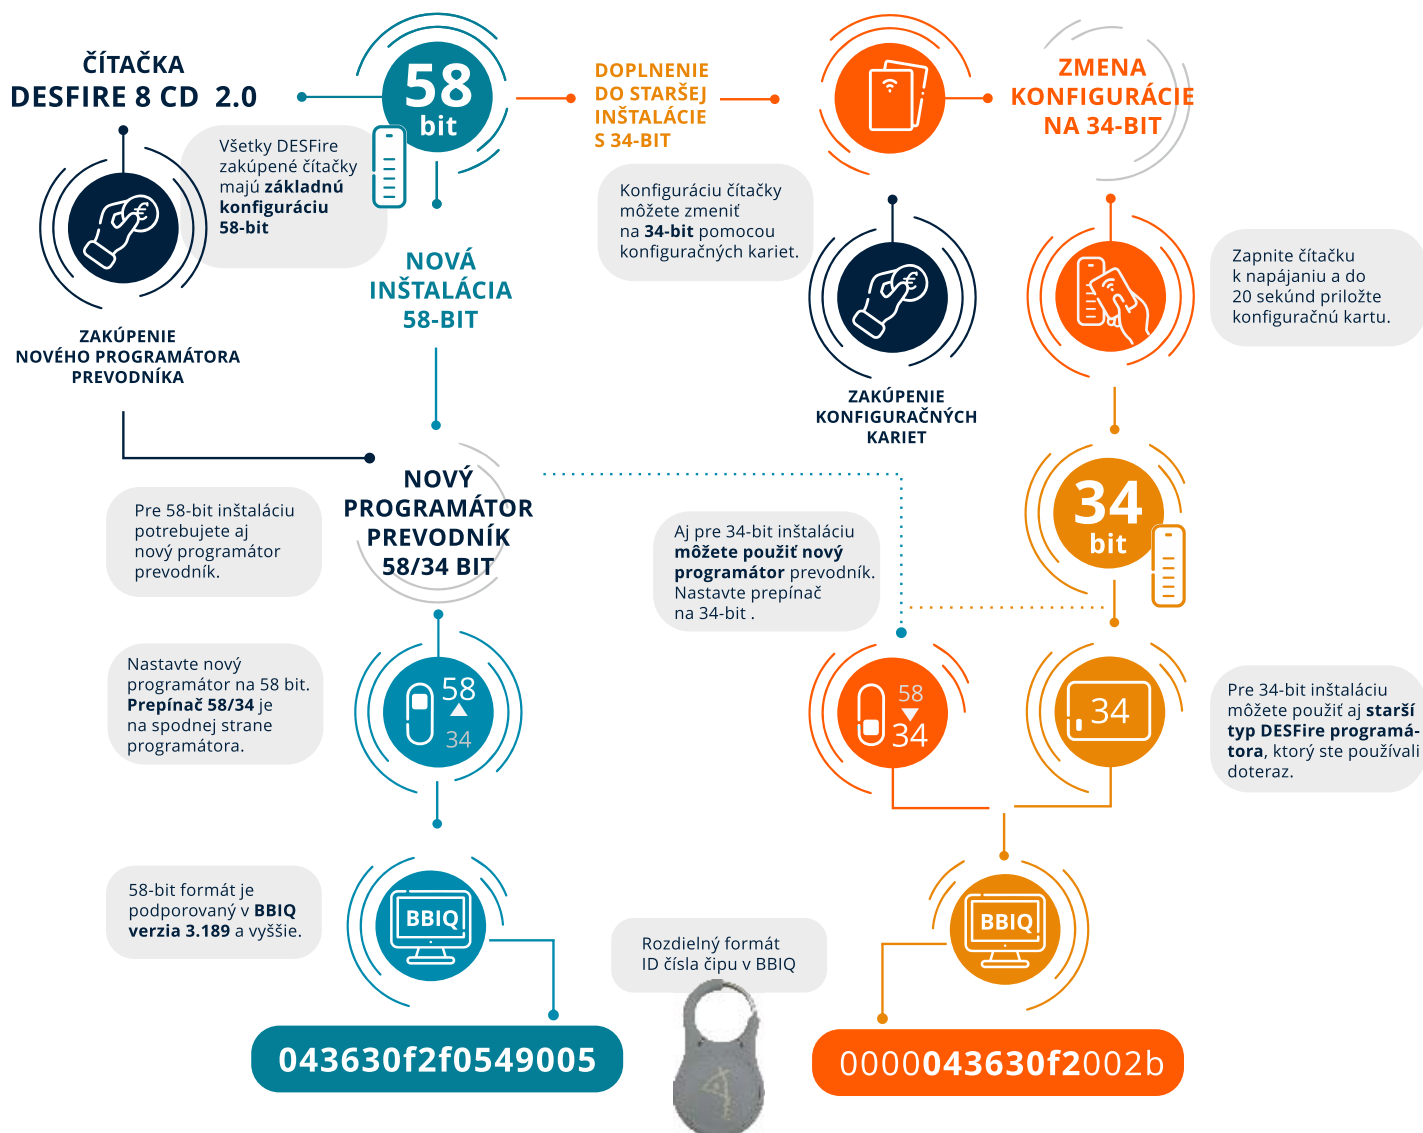 ČÍTAČKA
DESFIRE 8 CD 2.0
58
bit
Všetky DESFire
zakúpené čítačky
majú základnú
konfiguráciu
58-bit
DOPLNENIE
DO STARŠEJ
INŠTALÁCIE
S 34-BIT
ZMENA
KONFIGURÁCIE
NA 34-BIT
Konfiguráciu čítačky
môžete zmeniť
na 34-bit pomocou
konfiguračných kariet.
€
€
NOVÁ
INŠTALÁCIA
58-BIT
Zapnite čítačku
k napájaniu a do
20 sekúnd priložte
konfiguračnú kartu.
ZAKÚPENIE
NOVÉHO PROGRAMÁTORA
PREVODNÍKA
ZAKÚPENIE
KONFIGURAČNÝCH
KARIET
NOVÝ
PROGRAMÁTOR
PREVODNÍK
58/34 BIT
Pre 58-bit inštaláciu
potrebujete aj
nový programátor
prevodník.
Aj pre 34-bit inštaláciu
môžete použiť nový
programátor prevodník.
Nastavte prepínač
na 34-bit .
34
bit
Nastavte nový
programátor na 58 bit.
Prepínač 58/34 je
na spodnej strane
programátora.
58
34
58
34
34
Pre 34-bit inštaláciu
môžete použiť aj starší
typ DESFire programá-
tora, ktorý ste používali
doteraz.
58-bit formát je
podporovaný v BBIQ
verzia 3.189 a vyššie.
BBIQ
BBIQ
Rozdielný formát
ID čísla čipu v BBIQ
043630f2f0549005
0000043630f2002b